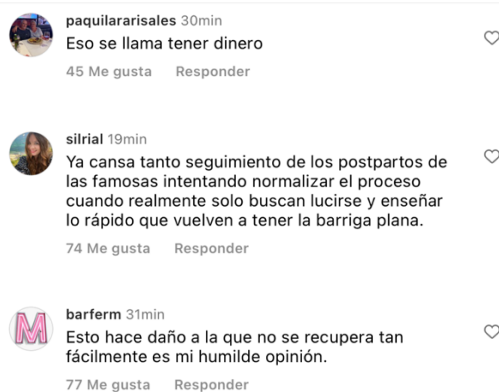 paquilararisales 30min
Eso se llama tener dinero
45 Me gusta Responder
silrial 19min
Ya cansa tanto seguimiento de los postpartos de
las famosas intentando normalizar el proceso
cuando realmente solo buscan lucirse y enseñar
lo rápido que vuelven a tener la barriga plana.
74 Me gusta Responder
M
barferm 31min
Esto hace daño a la que no se recupera tan
fácilmente es mi humilde opinión.
77 Me gusta Responder